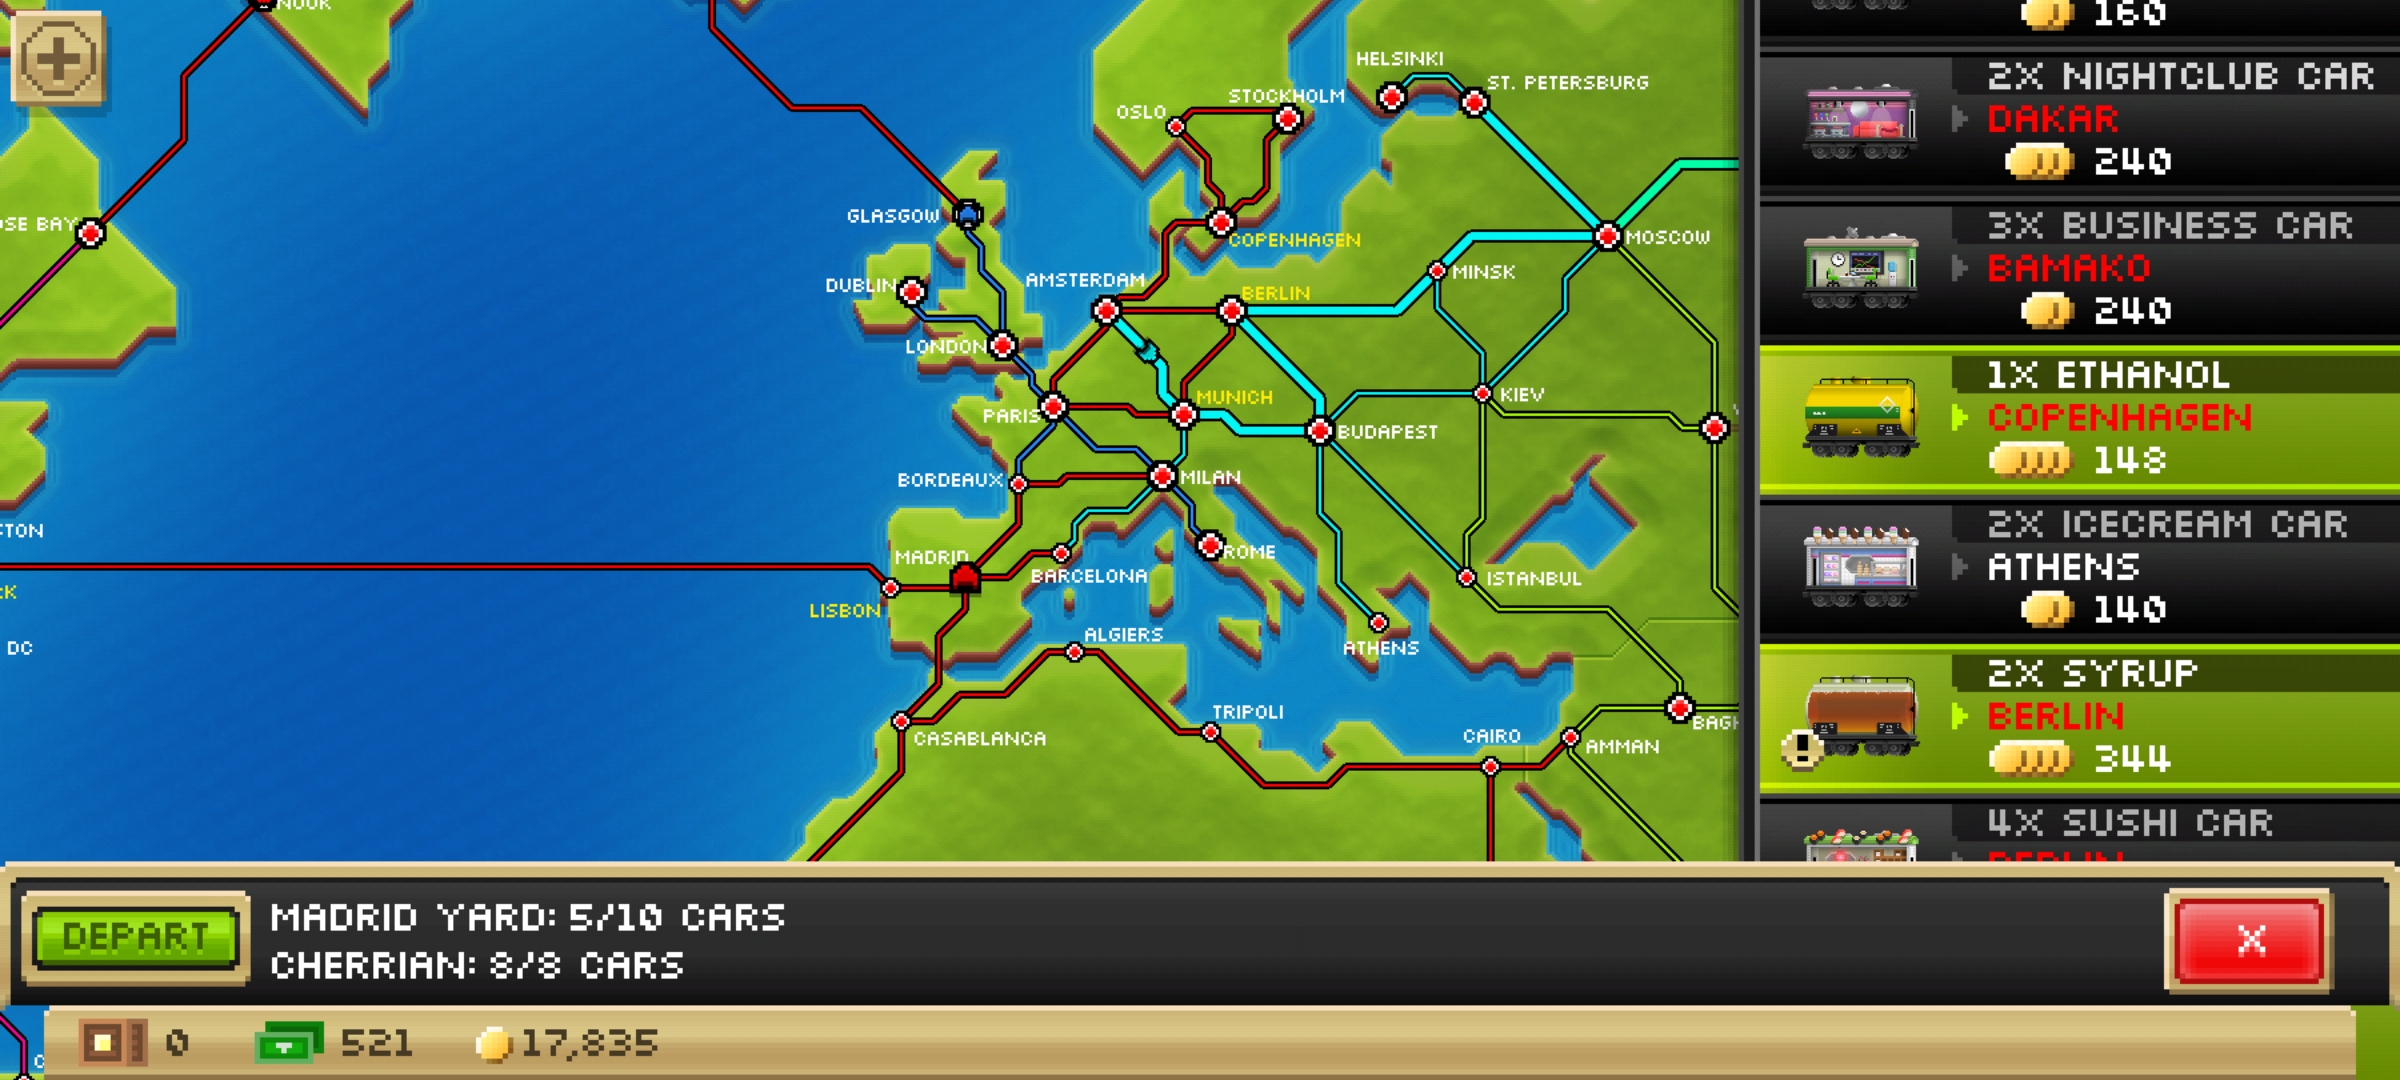 NUUK
160
HELSINKI
ST. PETERSBURG
2X NIGHTCLUB CAR
DAKAR
240
STOCKHOLM
OSLO
GLASGOW
OSE BAY
COPENHAGEN
MOSCOW
3X BUSINESS CAR
BAMAKO
240
DUBLIN
AMSTERDAM
BERLIN
MINSK
LONDON
PARIS
MUNICH
KIEV
BUDAPEST
1X ETHANOL
COPENHAGEN
148
BORDEAUX
MILAN
TON
MADRID
BARCELONA
ROME
ISTANBUL
2X ICECREAM CAR
ATHENS
140
LISBON
DC
ALGIERS
ATHENS
CASABLANCA
TRIPOLI
CAIRO
AMMAN
BAGH
2X SYRUP
BERLIN
344
4X SUSHI CAR
BERLIN
DEPART
MADRID YARD: 5/10 CARS
CHERRIAN: 8/8 CARS
X
0
521
17,835